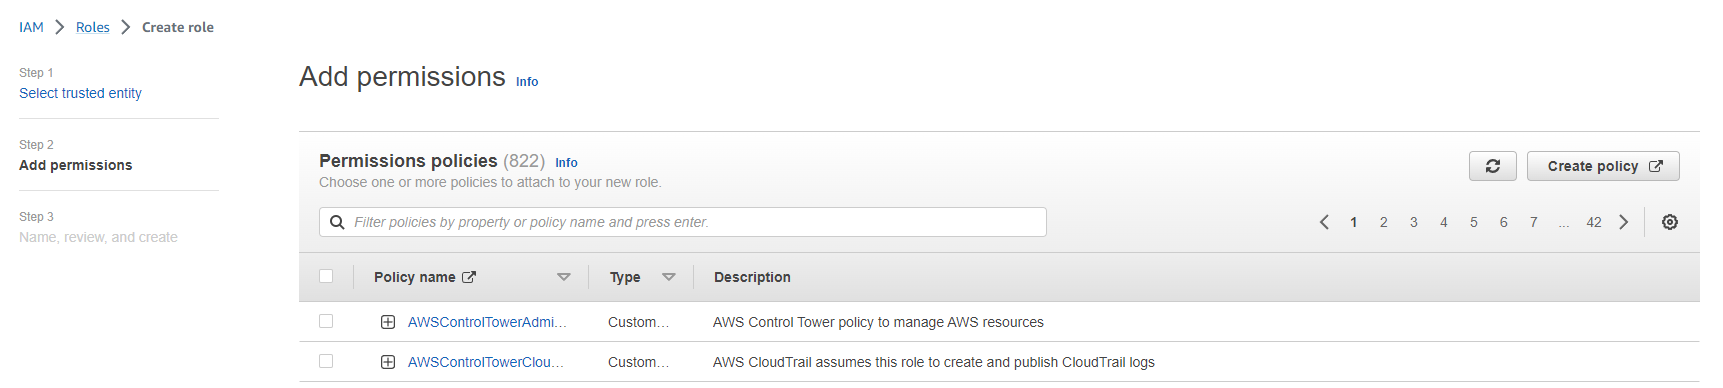 IAM > Roles > Create role
Step 1
Select trusted entity
Step 2
Add permissions
Step 3
Name, review, and create
Add permissions Info
Permissions policies (822) Info
Choose one or more policies to attach to your new role.
Create policy
Filter policies by property or policy name and press enter.
1 2 3 4 5 6 7 ... 42
Policy name Type Description
AWSControlTowerAdmi... Custom... AWS Control Tower policy to manage AWS resources
AWSControlTowerClou... Custom... AWS CloudTrail assumes this role to create and publish CloudTrail logs